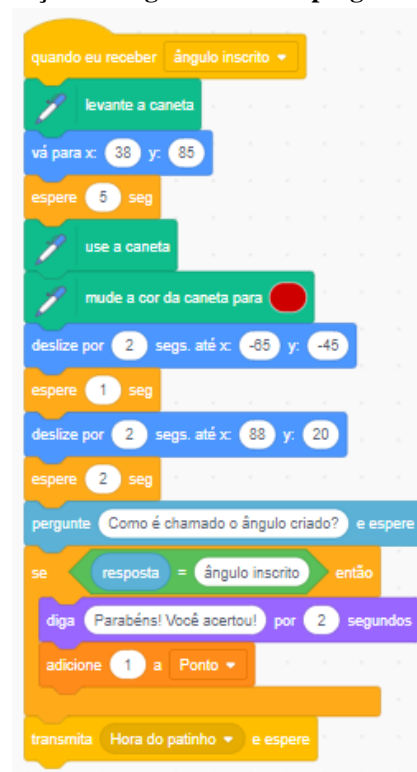 quando eu receber ângulo inscrito
levante a caneta
vá para x: 38 y: 85
espere 5 seg
use a caneta
mude a cor da caneta para
deslize por 2 segs. até x: -65 y: -45
espere 1 seg
deslize por 2 segs. até x: 88 y: 20
espere 2 seg
pergunte Como é chamado o ângulo criado? e espere
se resposta = ângulo inscrito então
diga Parabéns! Você acertou! por 2 segundos
adicione 1 a Ponto
transmita Hora do patinho e espere